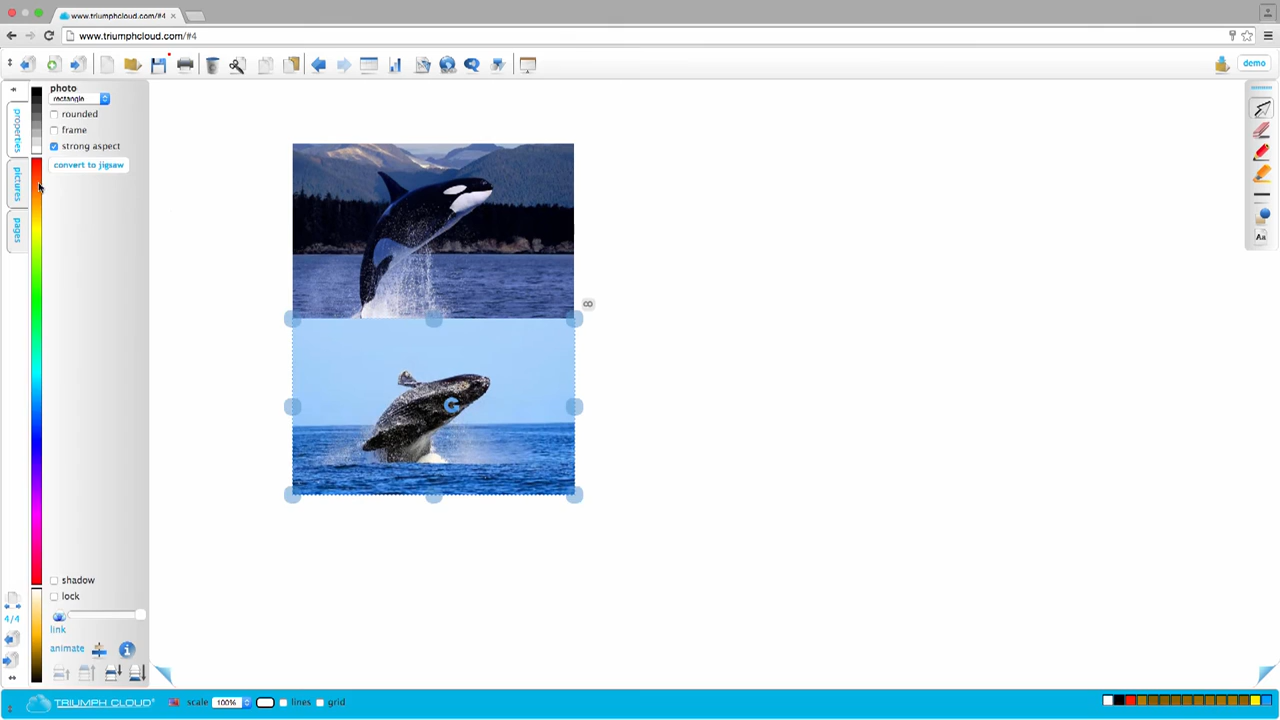 www.triumphcloud.com/#4
www.triumphcloud.com/#4
demo
properties
pictures
pages
photo
rectangle
rounded
frame
strong aspect
convert to jigsaw
Aa
shadow
lock
4/4
link
animate
TRIUMPH CLOUD®
scale
100%
lines
grid